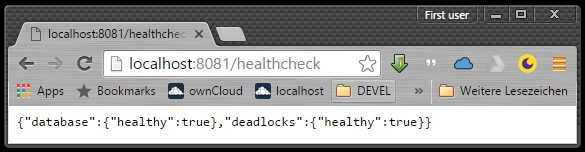 First user
localhost:8081/healthchec
localhost:8081/healthcheck
Apps Bookmarks ownCloud localhost DEVEL » Weitere Lesezeichen
{"database":{"healthy":true},"deadlocks":{"healthy":true}}